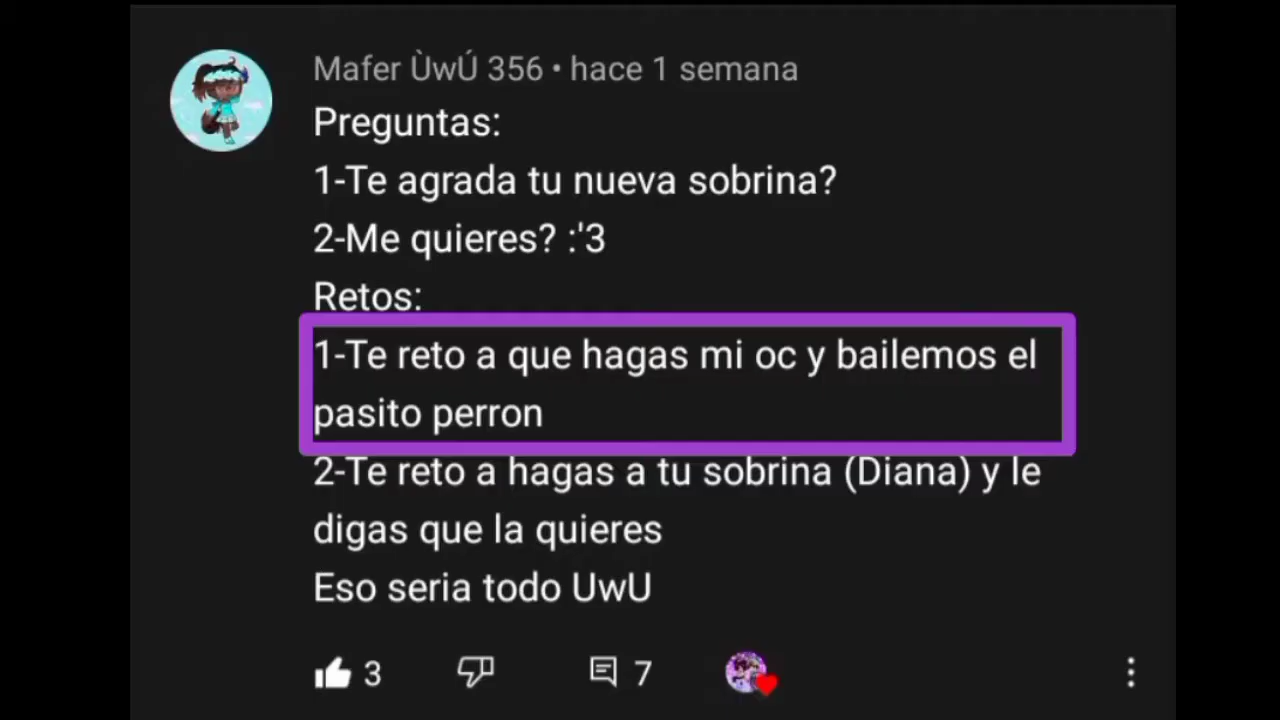 Mafer ÙwÚ 356 • hace 1 semana
Preguntas:
1-Te agrada tu nueva sobrina?
2-Me quieres? :'3
Retos:
1-Te reto a que hagas mi oc y bailemos el
pasito perron
2-Te reto a hagas a tu sobrina (Diana) y le
digas que la quieres
Eso seria todo UwU
3 7